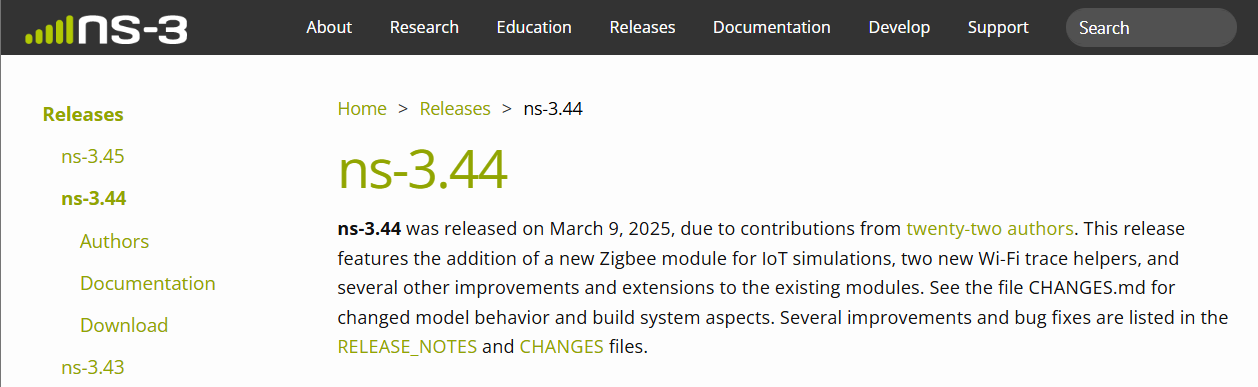 ns-3
About Research Education Releases Documentation Develop Support Search
Releases
ns-3.45
ns-3.44
Authors
Documentation
Download
ns-3.43
Home > Releases > ns-3.44
ns-3.44
ns-3.44 was released on March 9, 2025, due to contributions from twenty-two authors. This release
features the addition of a new Zigbee module for IoT simulations, two new Wi-Fi trace helpers, and
several other improvements and extensions to the existing modules. See the file CHANGES.md for
changed model behavior and build system aspects. Several improvements and bug fixes are listed in the
RELEASE_NOTES and CHANGES files.